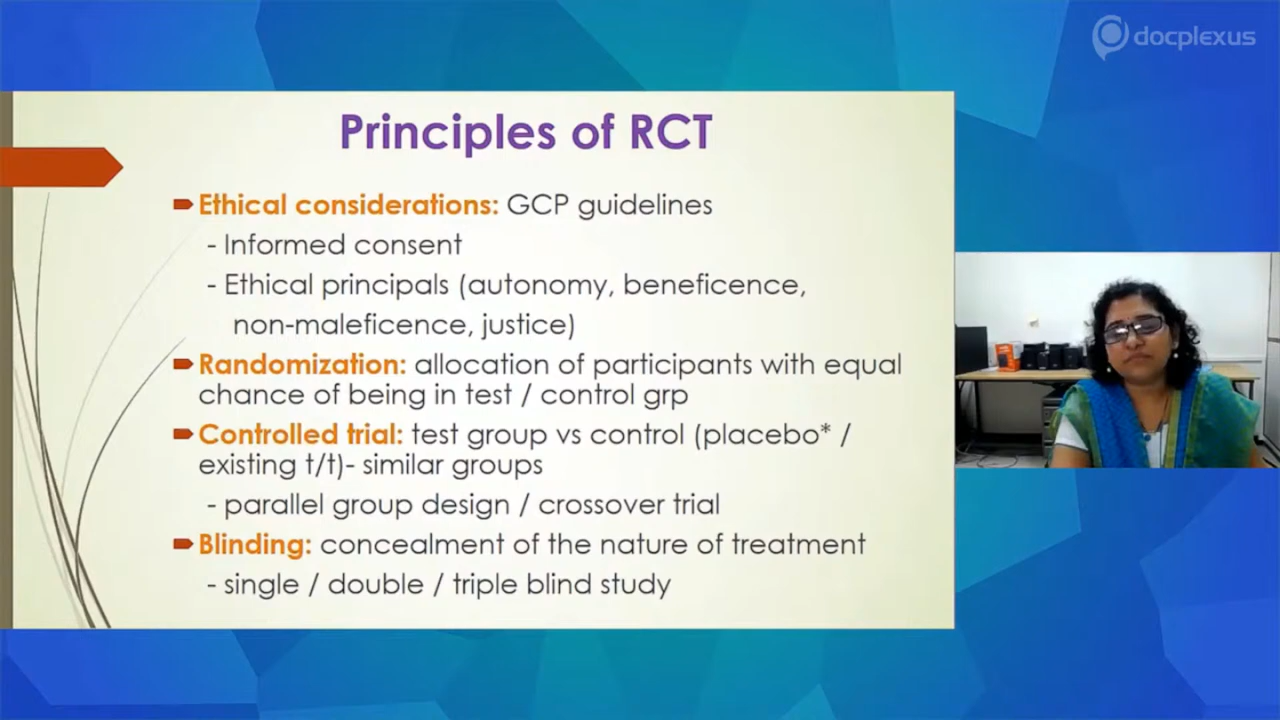 docplexus
Principles of RCT
Ethical considerations: GCP guidelines
- Informed consent
- Ethical principals (autonomy, beneficence,
non-maleficence, justice)
Randomization: allocation of participants with equal
chance of being in test / control grp
Controlled trial: test group vs control (placebo* /
existing t/t)- similar groups
- parallel group design / crossover trial
Blinding: concealment of the nature of treatment
- single / double / triple blind study